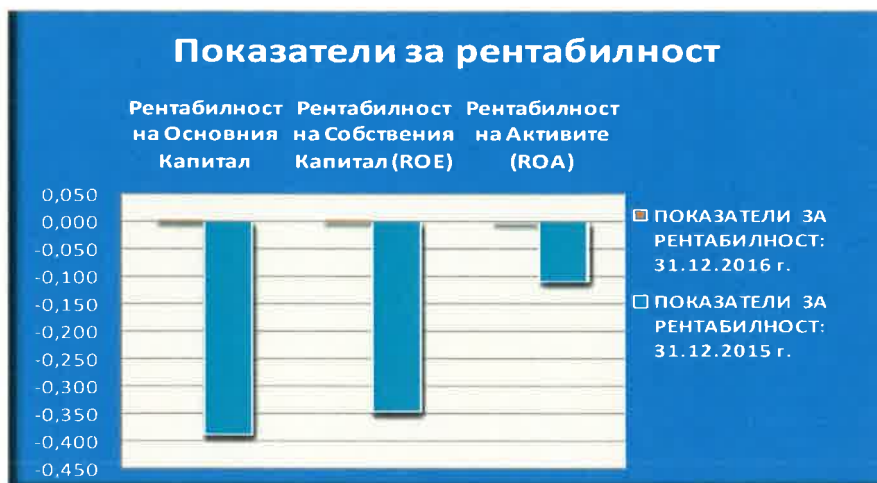 Показатели за рентабилност
Рентабилност на Основния Капитал
Рентабилност на Собствения Капитал (ROE)
Рентабилност на Активите (ROA)
0,050
0,000
-0,050
-0,100
-0,150
-0,200
-0,250
-0,300
-0,350
-0,400
-0,450
ПОКАЗАТЕЛИ ЗА
РЕНТАБИЛНОСТ:
31.12.2016 г.
ПОКАЗАТЕЛИ ЗА
РЕНТАБИЛНОСТ:
31.12.2015 г.